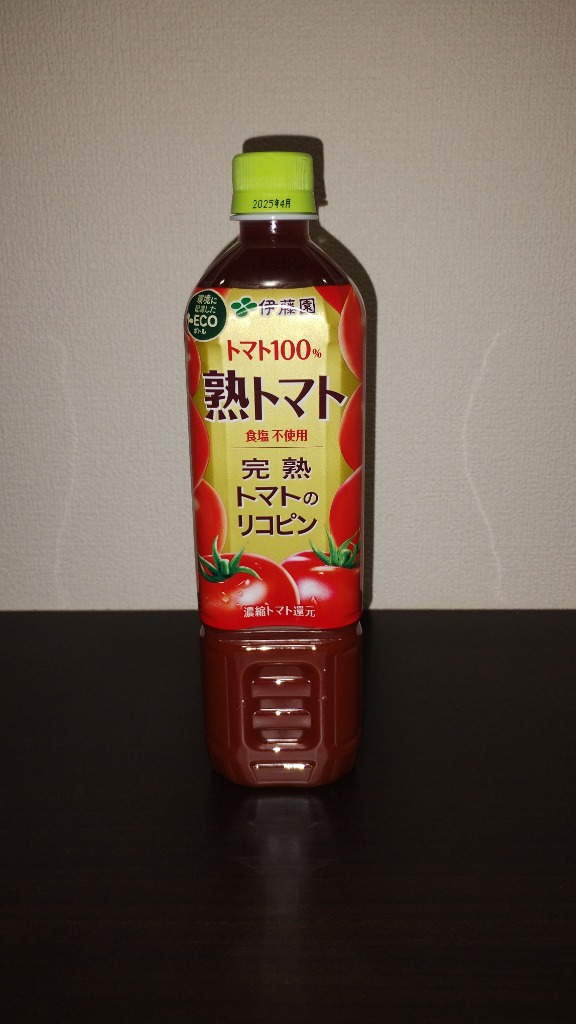 2025年4月
環境に
配慮した
ECO
ボトル
伊藤園
トマト100%
熟トマト
食塩 不使用
完熟
トマトの
リコピン
濃縮トマト還元